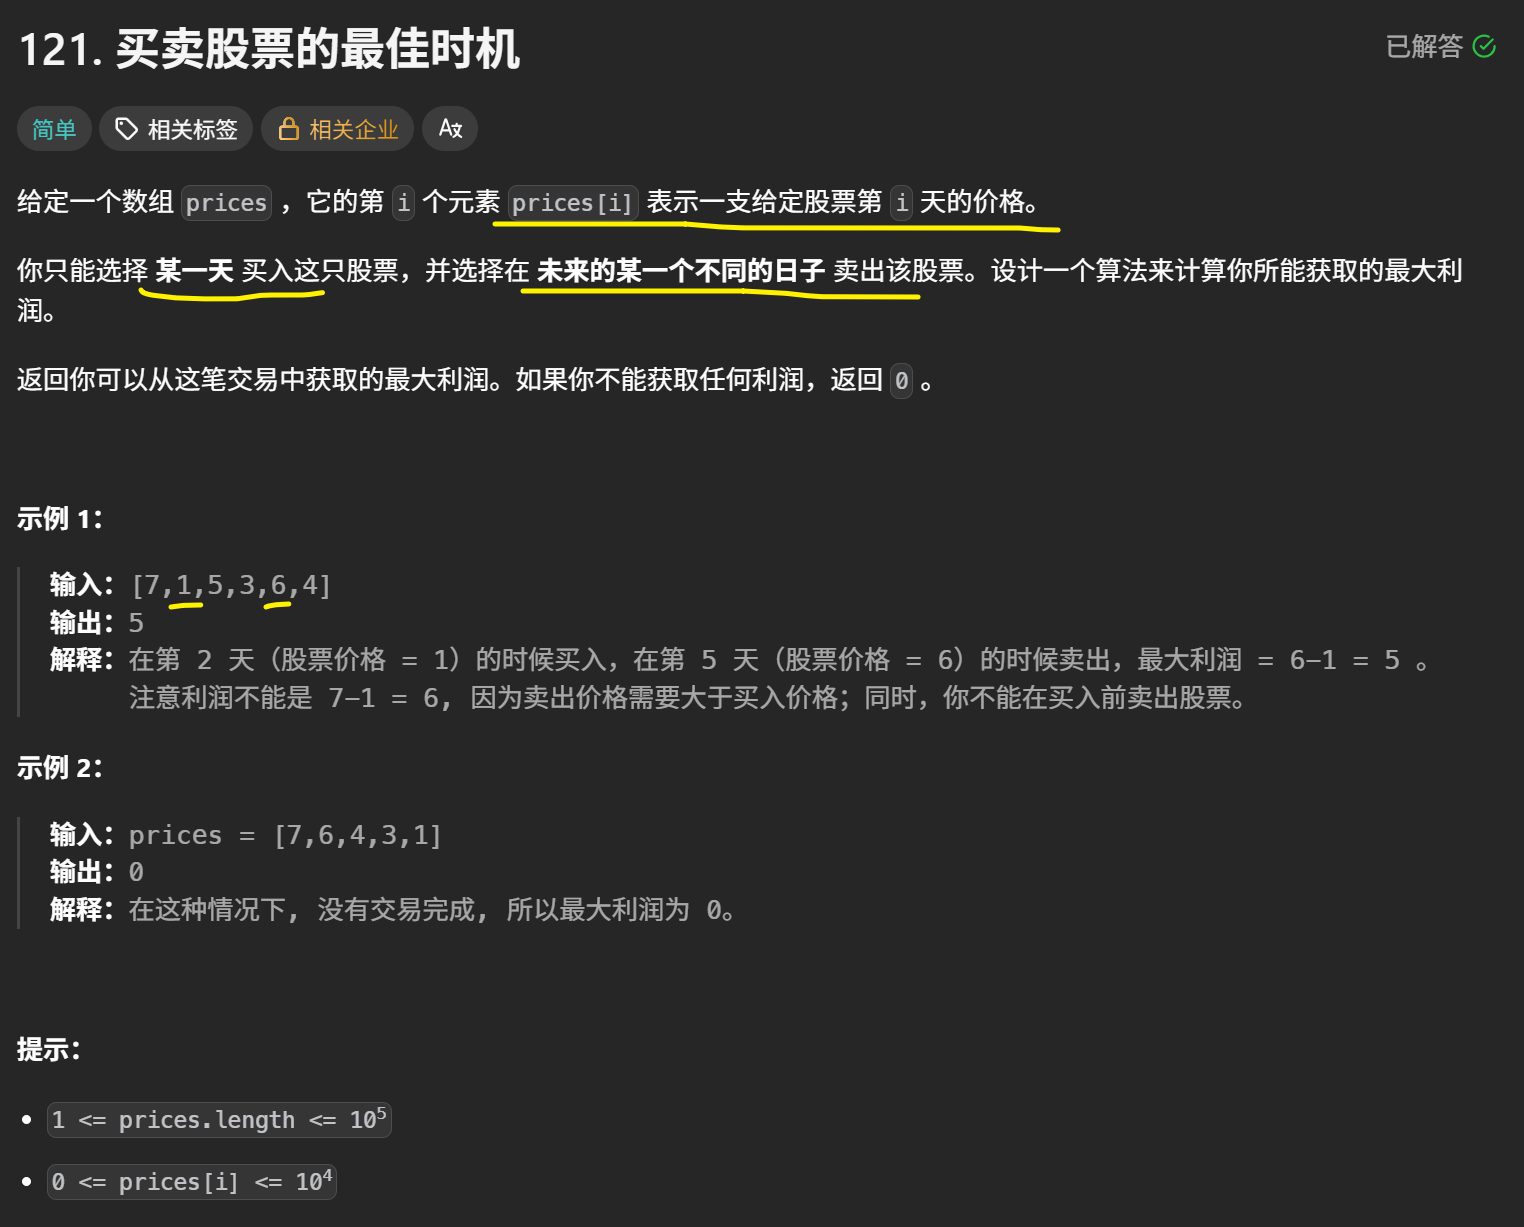 121. 买卖股票的最佳时机
已解答
简单 相关标签 相关企业
给定一个数组 prices ，它的第 i 个元素 prices[i] 表示一支给定股票第 i 天的价格。
你只能选择 某一天 买入这只股票，并选择在 未来的某一个不同的日子 卖出该股票。设计一个算法来计算你所能获取的最大利
润。
返回你可以从这笔交易中获取的最大利润。如果你不能获取任何利润，返回 0 。
示例 1：
输入：[7,1,5,3,6,4]
输出：5
解释：在第 2 天（股票价格 = 1）的时候买入，在第 5 天（股票价格 = 6）的时候卖出，最大利润 = 6-1 = 5 。
注意利润不能是 7-1 = 6, 因为卖出价格需要大于买入价格；同时，你不能在买入前卖出股票。
示例 2：
输入：prices = [7,6,4,3,1]
输出：0
解释：在这种情况下, 没有交易完成, 所以最大利润为 0。
提示：
• 1 <= prices.length <= 10⁵
• 0 <= prices[i] <= 10⁴